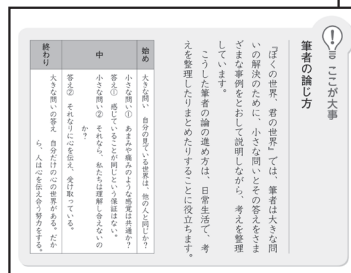 ここが大事
筆者の論じ方
『ぼくの世界、君の世界』では、筆者は大きな問
いの解決のために、小さな問いとその答えをさま
ざまな事例をとおして説明しながら、考えを整理
しています。
こうした筆者の論の進め方は、日常生活で、考
えを整理したりまとめたりすることに役立ちます。
始め
大きな問い 自分の見ている世界は、他の人と同じか?
中
小さな問い① あまみや痛みのような感覚は共通か?
答え① 感じていることが同じという保証はない。
小さな問い② それなら、私たちは理解し合えないの
か?
答え② それなりに心を伝え、受け取っている。
終わり
大きな問いの答え 自分だけの心の世界がある。だか
ら、人は心を伝え合う努力をする。